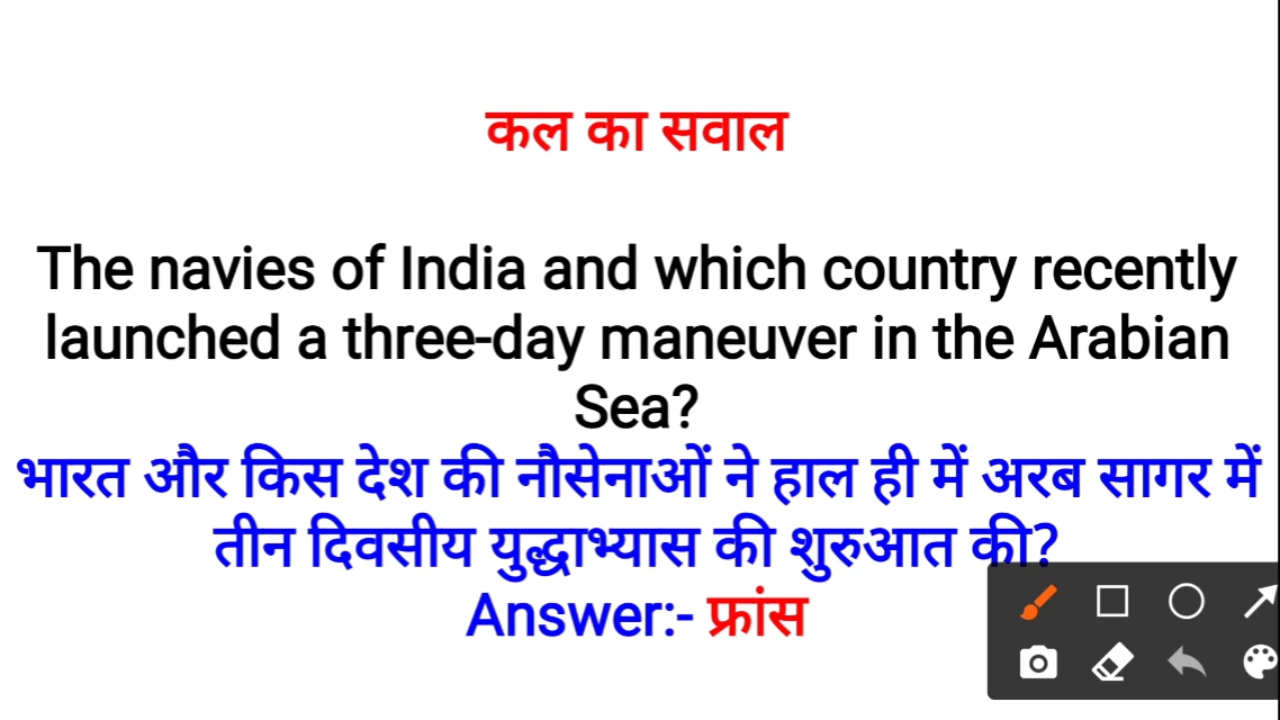 कल का सवाल
The navies of India and which country recently
launched a three-day maneuver in the Arabian
Sea?
भारत और किस देश की नौसेनाओं ने हाल ही में अरब सागर में
तीन दिवसीय युद्धाभ्यास की शुरुआत की?
Answer:- फ्रांस